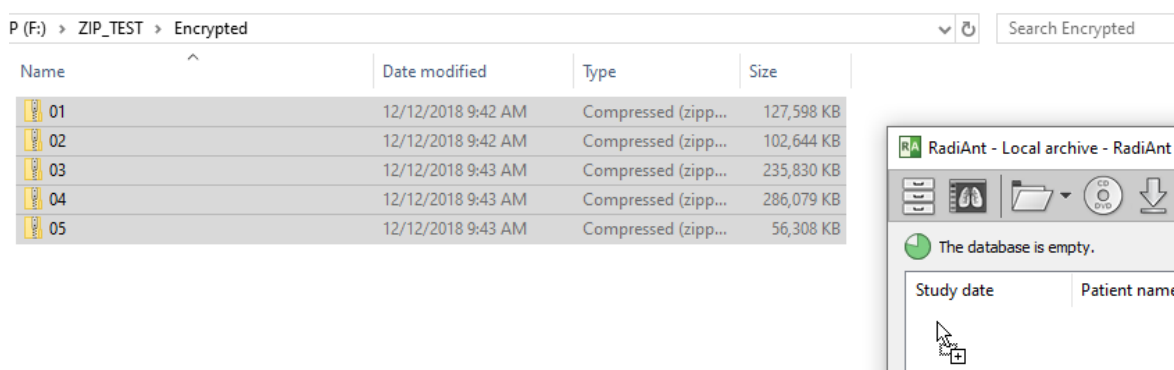 P (F:) > ZIP_TEST > Encrypted
Search Encrypted
Name Date modified Type Size
01 12/12/2018 9:42 AM Compressed (zipp... 127,598 KB
02 12/12/2018 9:42 AM Compressed (zipp... 102,644 KB
03 12/12/2018 9:43 AM Compressed (zipp... 235,830 KB
04 12/12/2018 9:43 AM Compressed (zipp... 286,079 KB
05 12/12/2018 9:43 AM Compressed (zipp... 56,308 KB
RA RadiAnt - Local archive - RadiAnt
CD
DVD
The database is empty.
Study date Patient name